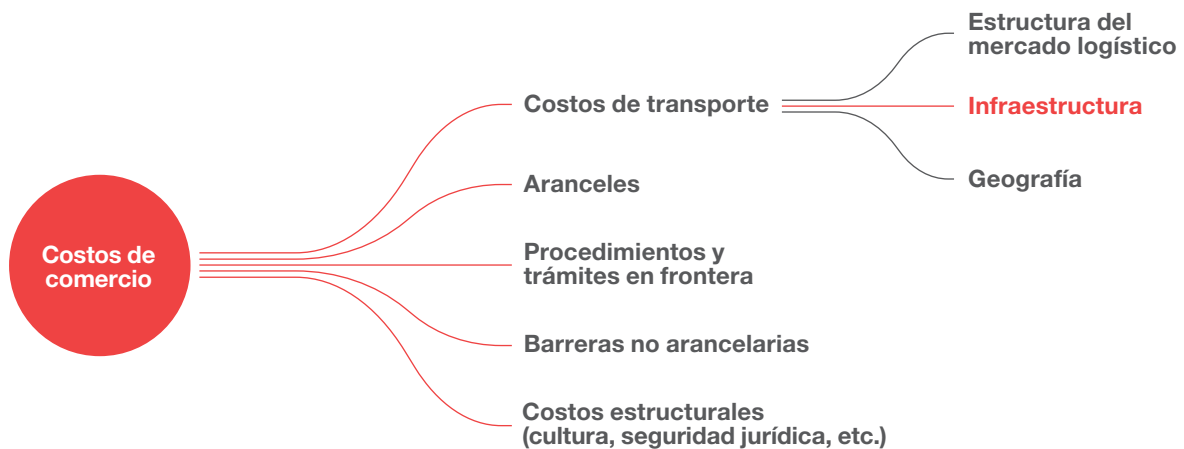 Costos de
comercio
Costos de transporte
Aranceles
Procedimientos y
trámites en frontera
Barreras no arancelarias
Costos estructurales
(cultura, seguridad jurídica, etc.)
Estructura del
mercado logístico
Infraestructura
Geografía